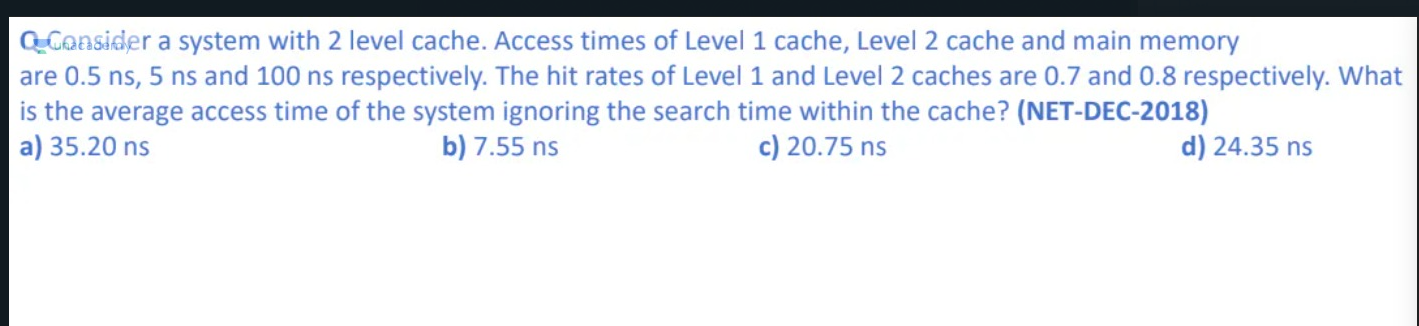 Q Consider a system with 2 level cache. Access times of Level 1 cache, Level 2 cache and main memory
unacademy
are 0.5 ns, 5 ns and 100 ns respectively. The hit rates of Level 1 and Level 2 caches are 0.7 and 0.8 respectively. What
is the average access time of the system ignoring the search time within the cache? (NET-DEC-2018)
a) 35.20 ns b) 7.55 ns c) 20.75 ns d) 24.35 ns